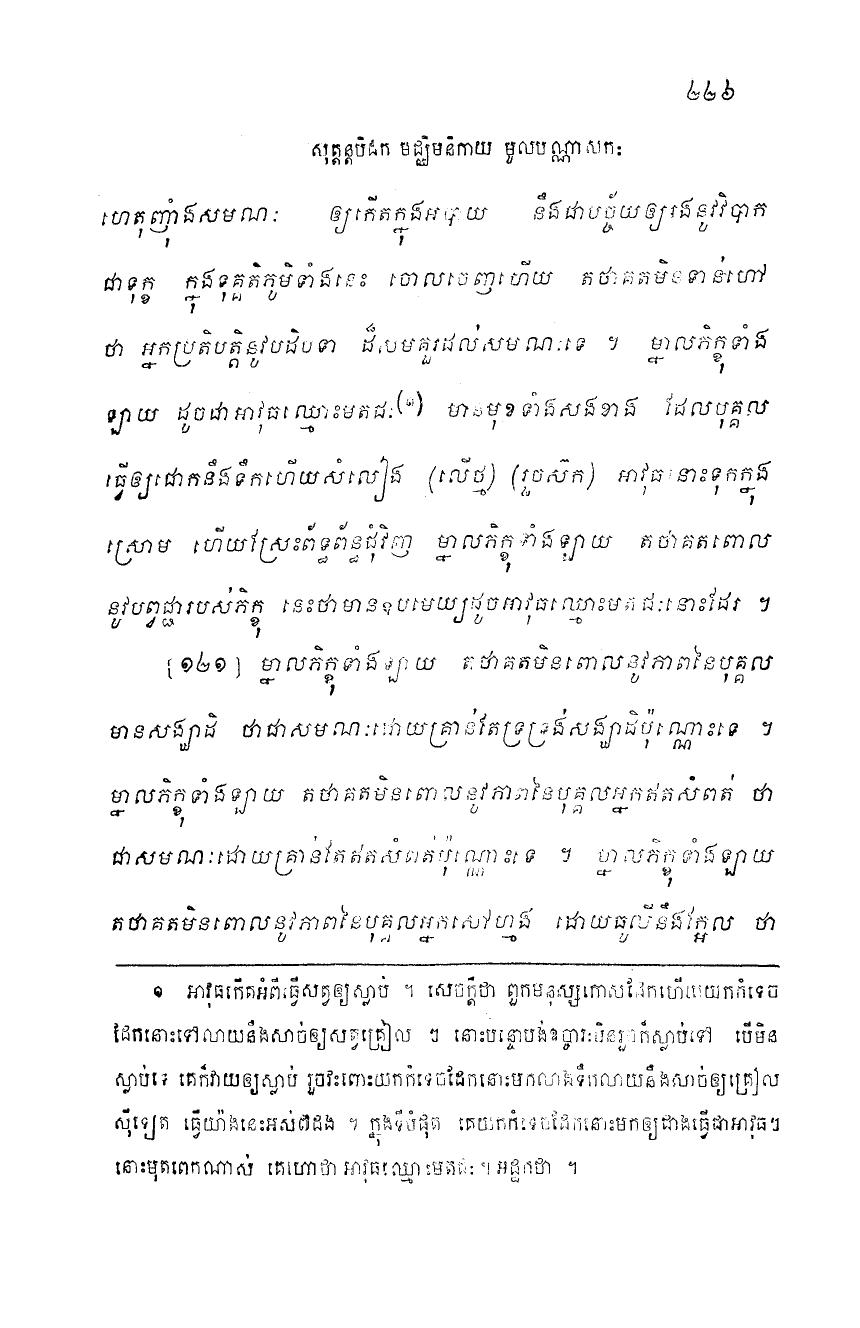 ២២៦
សុត្តន្តបិដក មជ្ឈិមនិកាយ មូលបណ្ណាសកៈ
ហេតុញុំាងសមណៈ ឲ្យកើតក្នុងអបាយ នឹងជាបច្ច័យឲ្យរងនូវវិបាក
ជាទុក្ខ ក្នុងទុគ្គតិភូមិទាំងនេះ ចោលចេញហើយ តថាគតមិនទាន់ហៅ
ថា អ្នកប្រតិបត្តិនូវបដិបទា ដ៏សមគួរដល់សមណៈទេ ។ ម្នាលភិក្ខុទាំង
ឡាយ ដូចជាអាវុធឈ្មោះមតជៈ(១) មានមុខទាំងសងខាង ដែលបុគ្គល
ធ្វើឲ្យជោកនឹងទឹកហើយសំលៀង (លើថ្ម) (រួចស៊ក) អាវុធនោះទុកក្នុង
ស្រោម ហើយស្រែះព័ទ្ធព័ន្ធជុំវិញ ម្នាលភិក្ខុទាំងឡាយ តថាគតពោល
នូវបព្វជ្ជារបស់ភិក្ខុ នេះថាមានឧបមេយ្យដូចអាវុធឈ្មោះមតជៈនោះដែរ ។
[១៤១] ម្នាលភិក្ខុទាំងឡាយ តថាគតមិនពោលនូវភាពនៃបុគ្គល
មានសង្ឃាដិ ថាជាសមណៈដោយគ្រាន់តែទ្រទ្រង់សង្ឃាដិប៉ុណ្ណោះទេ ។
ម្នាលភិក្ខុទាំងឡាយ តថាគតមិនពោលនូវភាពនៃបុគ្គលអ្នកឥតសំពត់ ថា
ជាសមណៈដោយគ្រាន់តែឥតសំពត់ប៉ុណ្ណោះទេ ។ ម្នាលភិក្ខុទាំងឡាយ
តថាគតមិនពោលនូវភាពនៃបុគ្គលអ្នកសៅហ្មង ដោយធូលីនឹងក្អែល ថា
១ អាវុធកើតអំពីធ្វើសត្វឲ្យស្លាប់ ។ សេចក្តីថា ពួកមនុស្សកោសដែកហើយយកកំទេច
ដែកនោះទៅលាយនឹងសាច់ឲ្យសត្វគ្រៀល ៗ នោះបន្ទោបង់ឧច្ចារៈមិនរួចក៏ស្លាប់ទៅ បើមិន
ស្លាប់ទេ គេក៏វាយឲ្យស្លាប់ រួចវះពោះយកកំទេចដែកនោះមកលាងទឹកលាយនឹងសាច់ឲ្យគ្រៀល
ស៊ីទៀត ធ្វើយ៉ាងនេះអស់៧ដង ។ ក្នុងទីបំផុត គេយកកំទេចដែកនោះមកឲ្យជាងធ្វើជាអាវុធៗ
នោះមុតពេកណាស់ គេហៅថា អាវុធឈ្មោះមតជៈ ។ អដ្ឋកថា ។